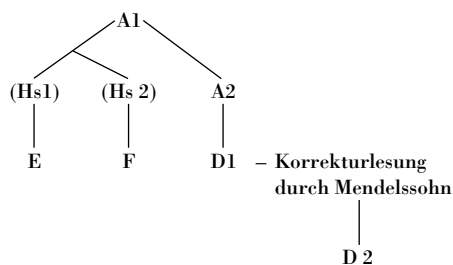 A1
(Hs1) (Hs 2) A2
E F D1 – Korrekturlesung
durch Mendelssohn
D 2